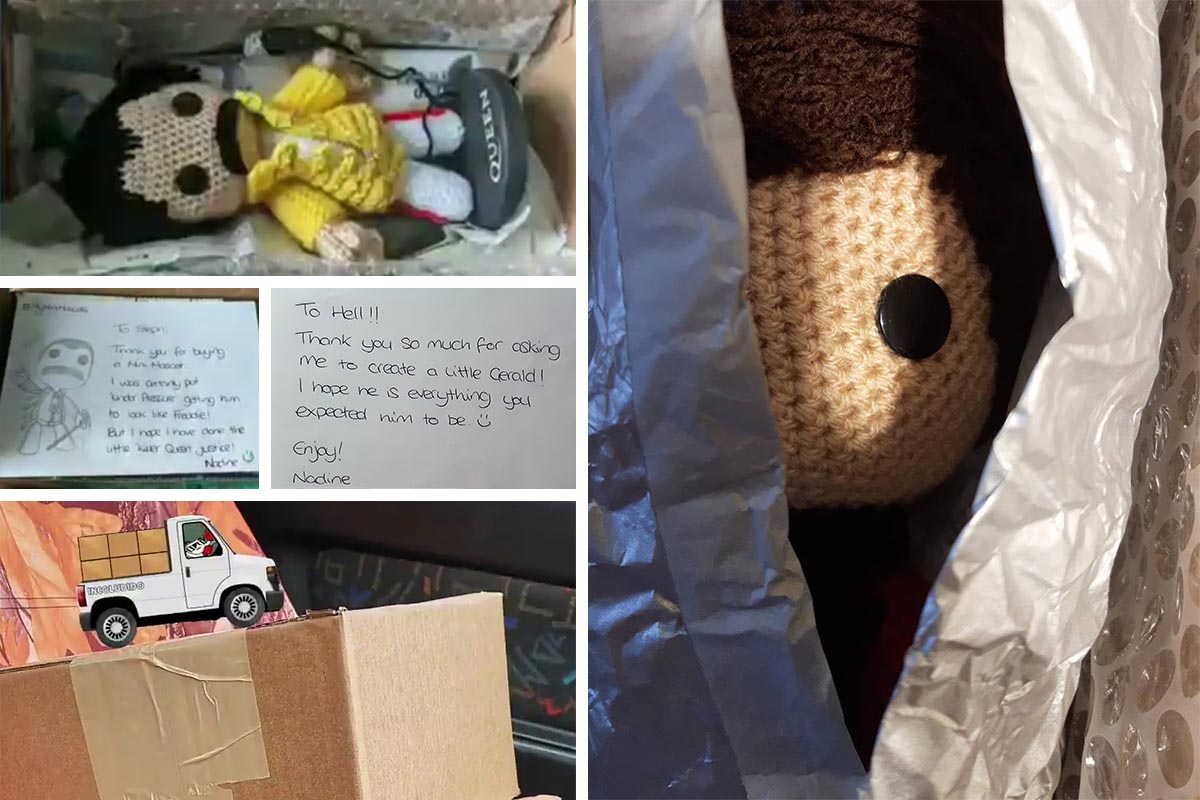 QUEEN
To Steph,
Thank you for buying
a Mini Mascot.
I was certainly put
'Under Pressure' getting him
to look like Freddie!
But I hope I have done the
little 'Killer Queen' justice!
Nadine
To Hell!!
Thank you so much for asking
me to create a little Gerald!
I hope he is everything you
expected him to be.
Enjoy!
Nadine
INCOLUDIDO